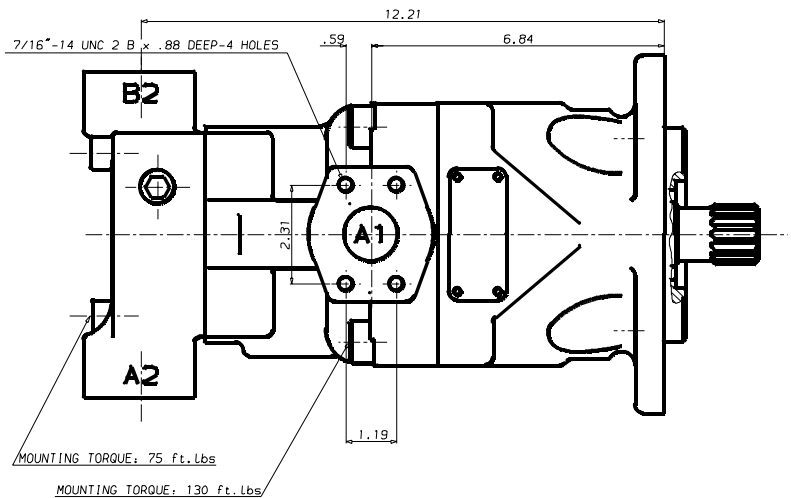 12.21
7/16"-14 UNC 2 B x .88 DEEP-4 HOLES
.59
6.84
B2
2.31
A1
A2
1.19
MOUNTING TORQUE: 75 ft.lbs
MOUNTING TORQUE: 130 ft.lbs